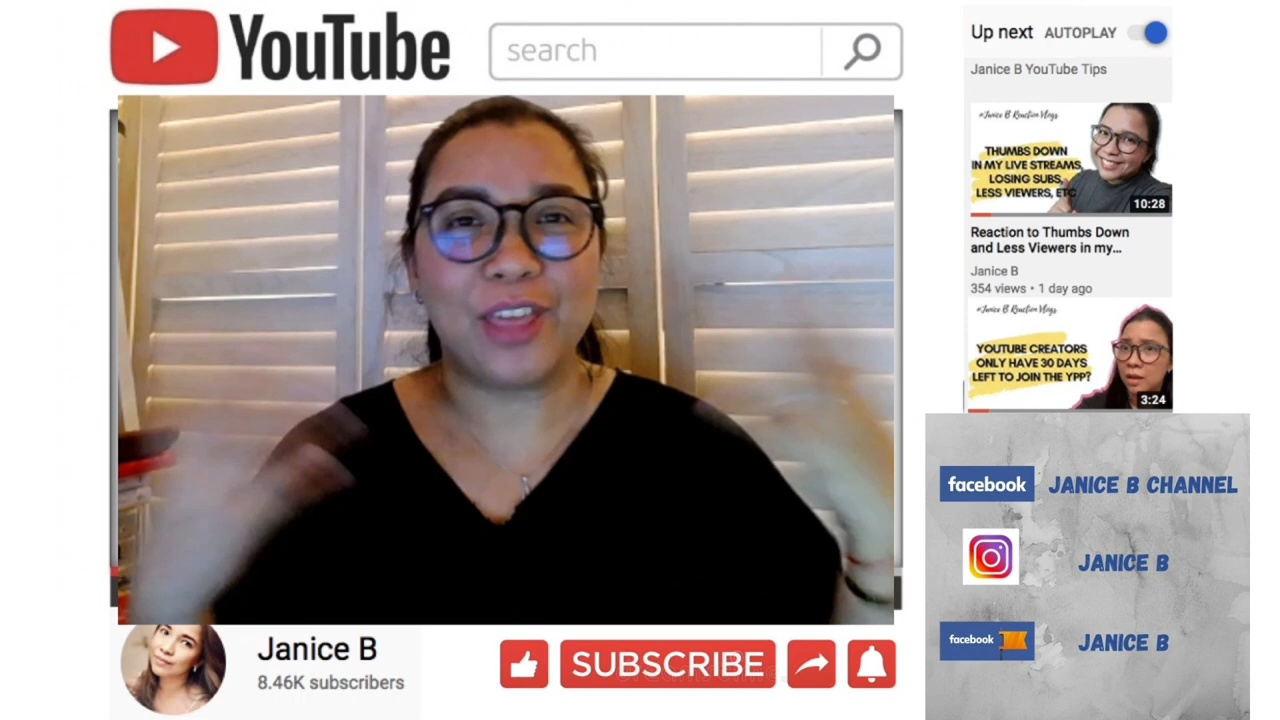 YouTube
search
Up next AUTOPLAY
Janice B YouTube Tips
#Janice B Reaction Vlogs
THUMBS DOWN
IN MY LIVE STREAMS,
LOSING SUBS,
LESS VIEWERS, ETC
10:28
Reaction to Thumbs Down
and Less Viewers in my...
Janice B
354 views • 1 day ago
#Janice B Reaction Vlogs
YOUTUBE CREATORS
ONLY HAVE 30 DAYS
LEFT TO JOIN THE YPP?
3:24
facebook JANICE B CHANNEL
JANICE B
facebook JANICE B
Janice B
8.46K subscribers
SUBSCRIBE